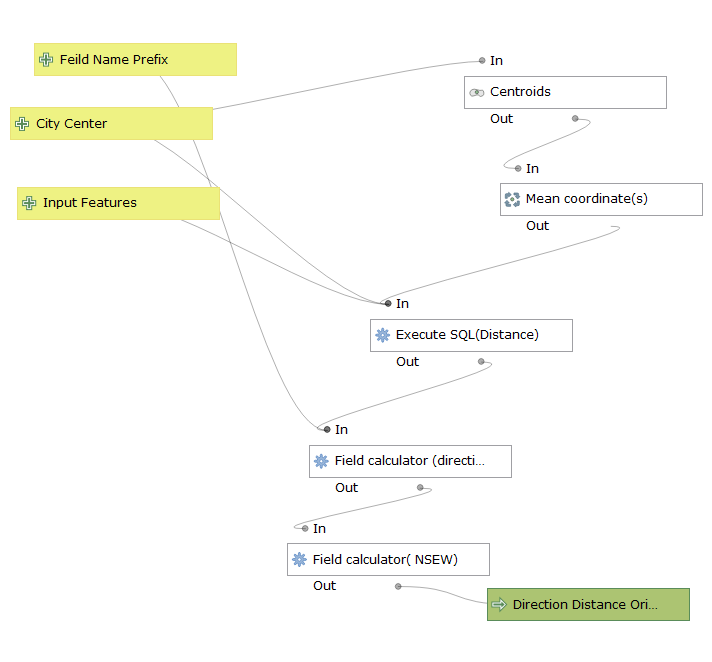 Feild Name Prefix
In
Centroids
Out
City Center
In
Mean coordinate(s)
Out
Input Features
In
Execute SQL(Distance)
Out
In
Field calculator (directi...
Out
In
Field calculator( NSEW)
Out
Direction Distance Ori...